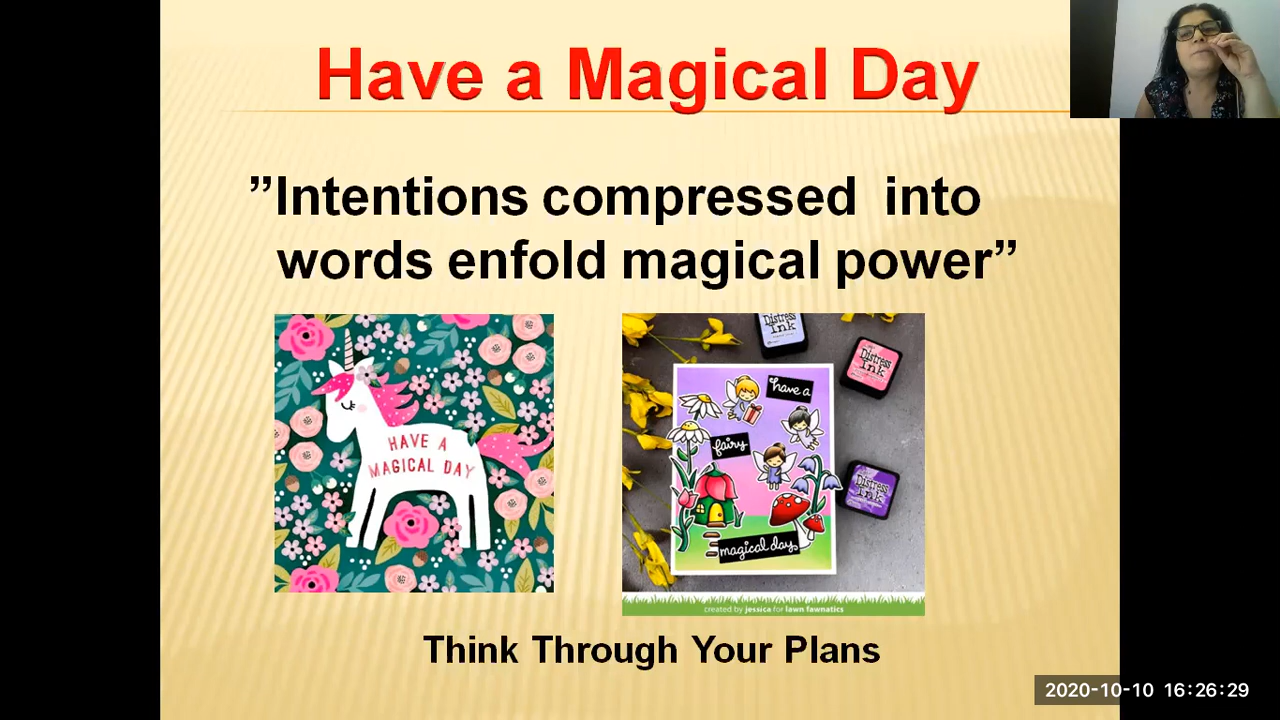 Have a Magical Day
”Intentions compressed into
words enfold magical power”
HAVE A
MAGICAL DAY
Distress
Ink
Distress
Ink
have a
fairy
Distress
Ink
magical day
created by jessica for lawn fawnatics
Think Through Your Plans
2020-10-10 16:26:29